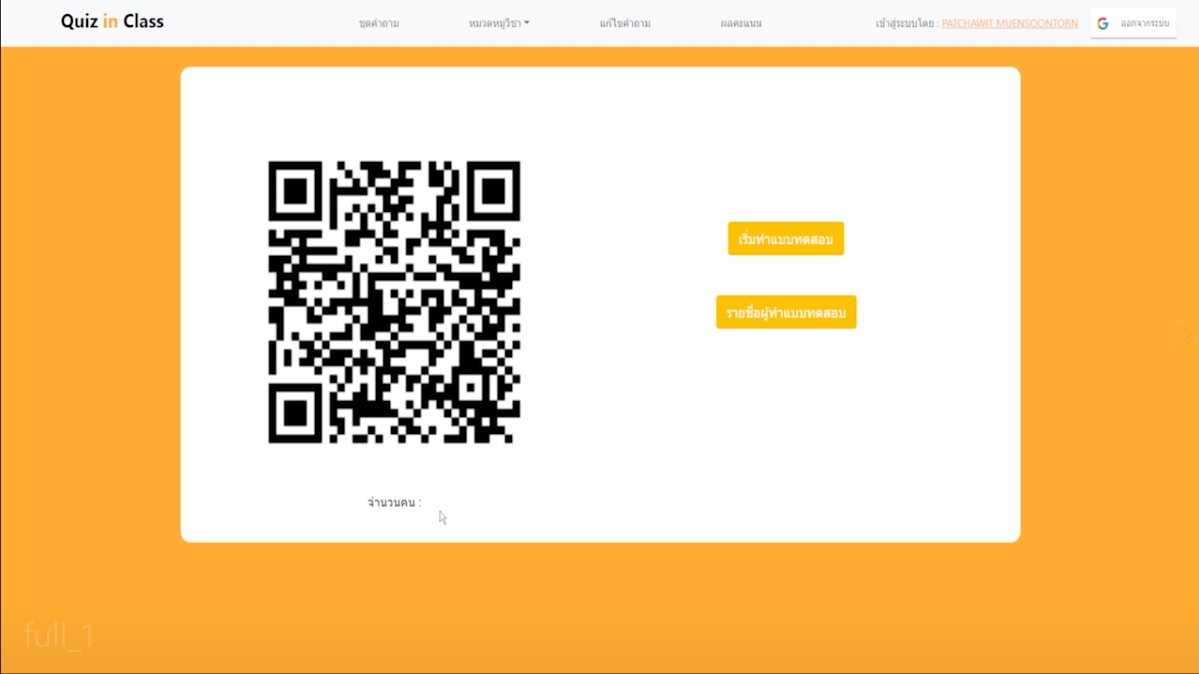 Quiz in Class
ชุดคำถาม
หมวดหมู่วิชา
แก้ไขคำถาม
ผลคะแนน
เข้าสู่ระบบโดย : PATCHAWIT MUENSOONTORN
ออกจากระบบ
เริ่มทำแบบทดสอบ
รายชื่อผู้ทำแบบทดสอบ
จำนวนคน :
full_1